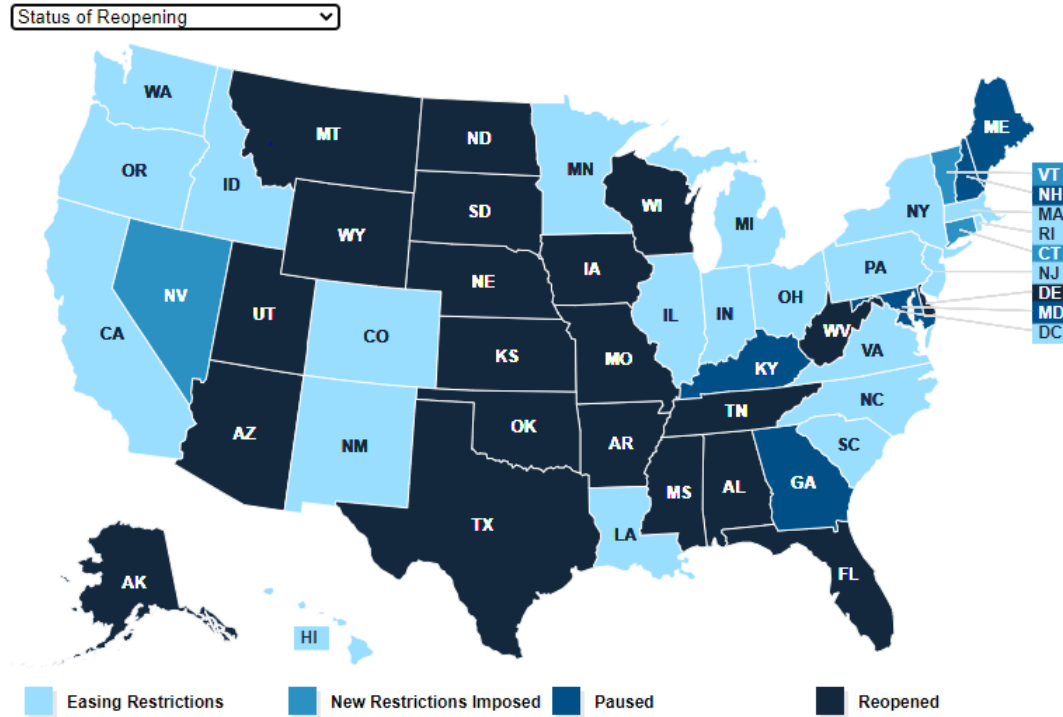 Status of Reopening
WA
MT
ND
MN
ME
OR
ID
VT
NH
MA
RI
CT
NJ
DE
MD
DC
WY
SD
WI
MI
NY
NV
UT
NE
IA
PA
CA
CO
KS
MO
IL
IN
OH
WV
VA
KY
AZ
NM
OK
AR
TN
NC
SC
TX
LA
MS
AL
GA
FL
AK
HI
Easing Restrictions
New Restrictions Imposed
Paused
Reopened